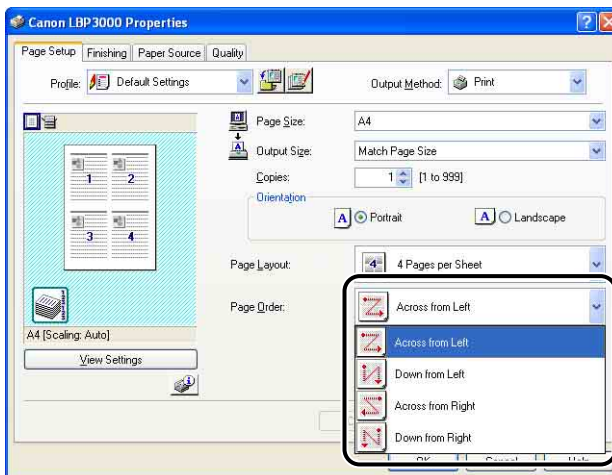 Canon LBP3000 Properties
Page Setup Finishing Paper Source Quality
Profile: Default Settings Output Method: Print
Page Size: A4
Output Size: Match Page Size
Copies: 1 [1 to 999]
Orientation
A Portrait A Landscape
1 2
3 4
Page Layout: 4 Pages per Sheet
Page Order: Across from Left
A4 [Scaling: Auto]
Across from Left
View Settings
Down from Left
Across from Right
Down from Right